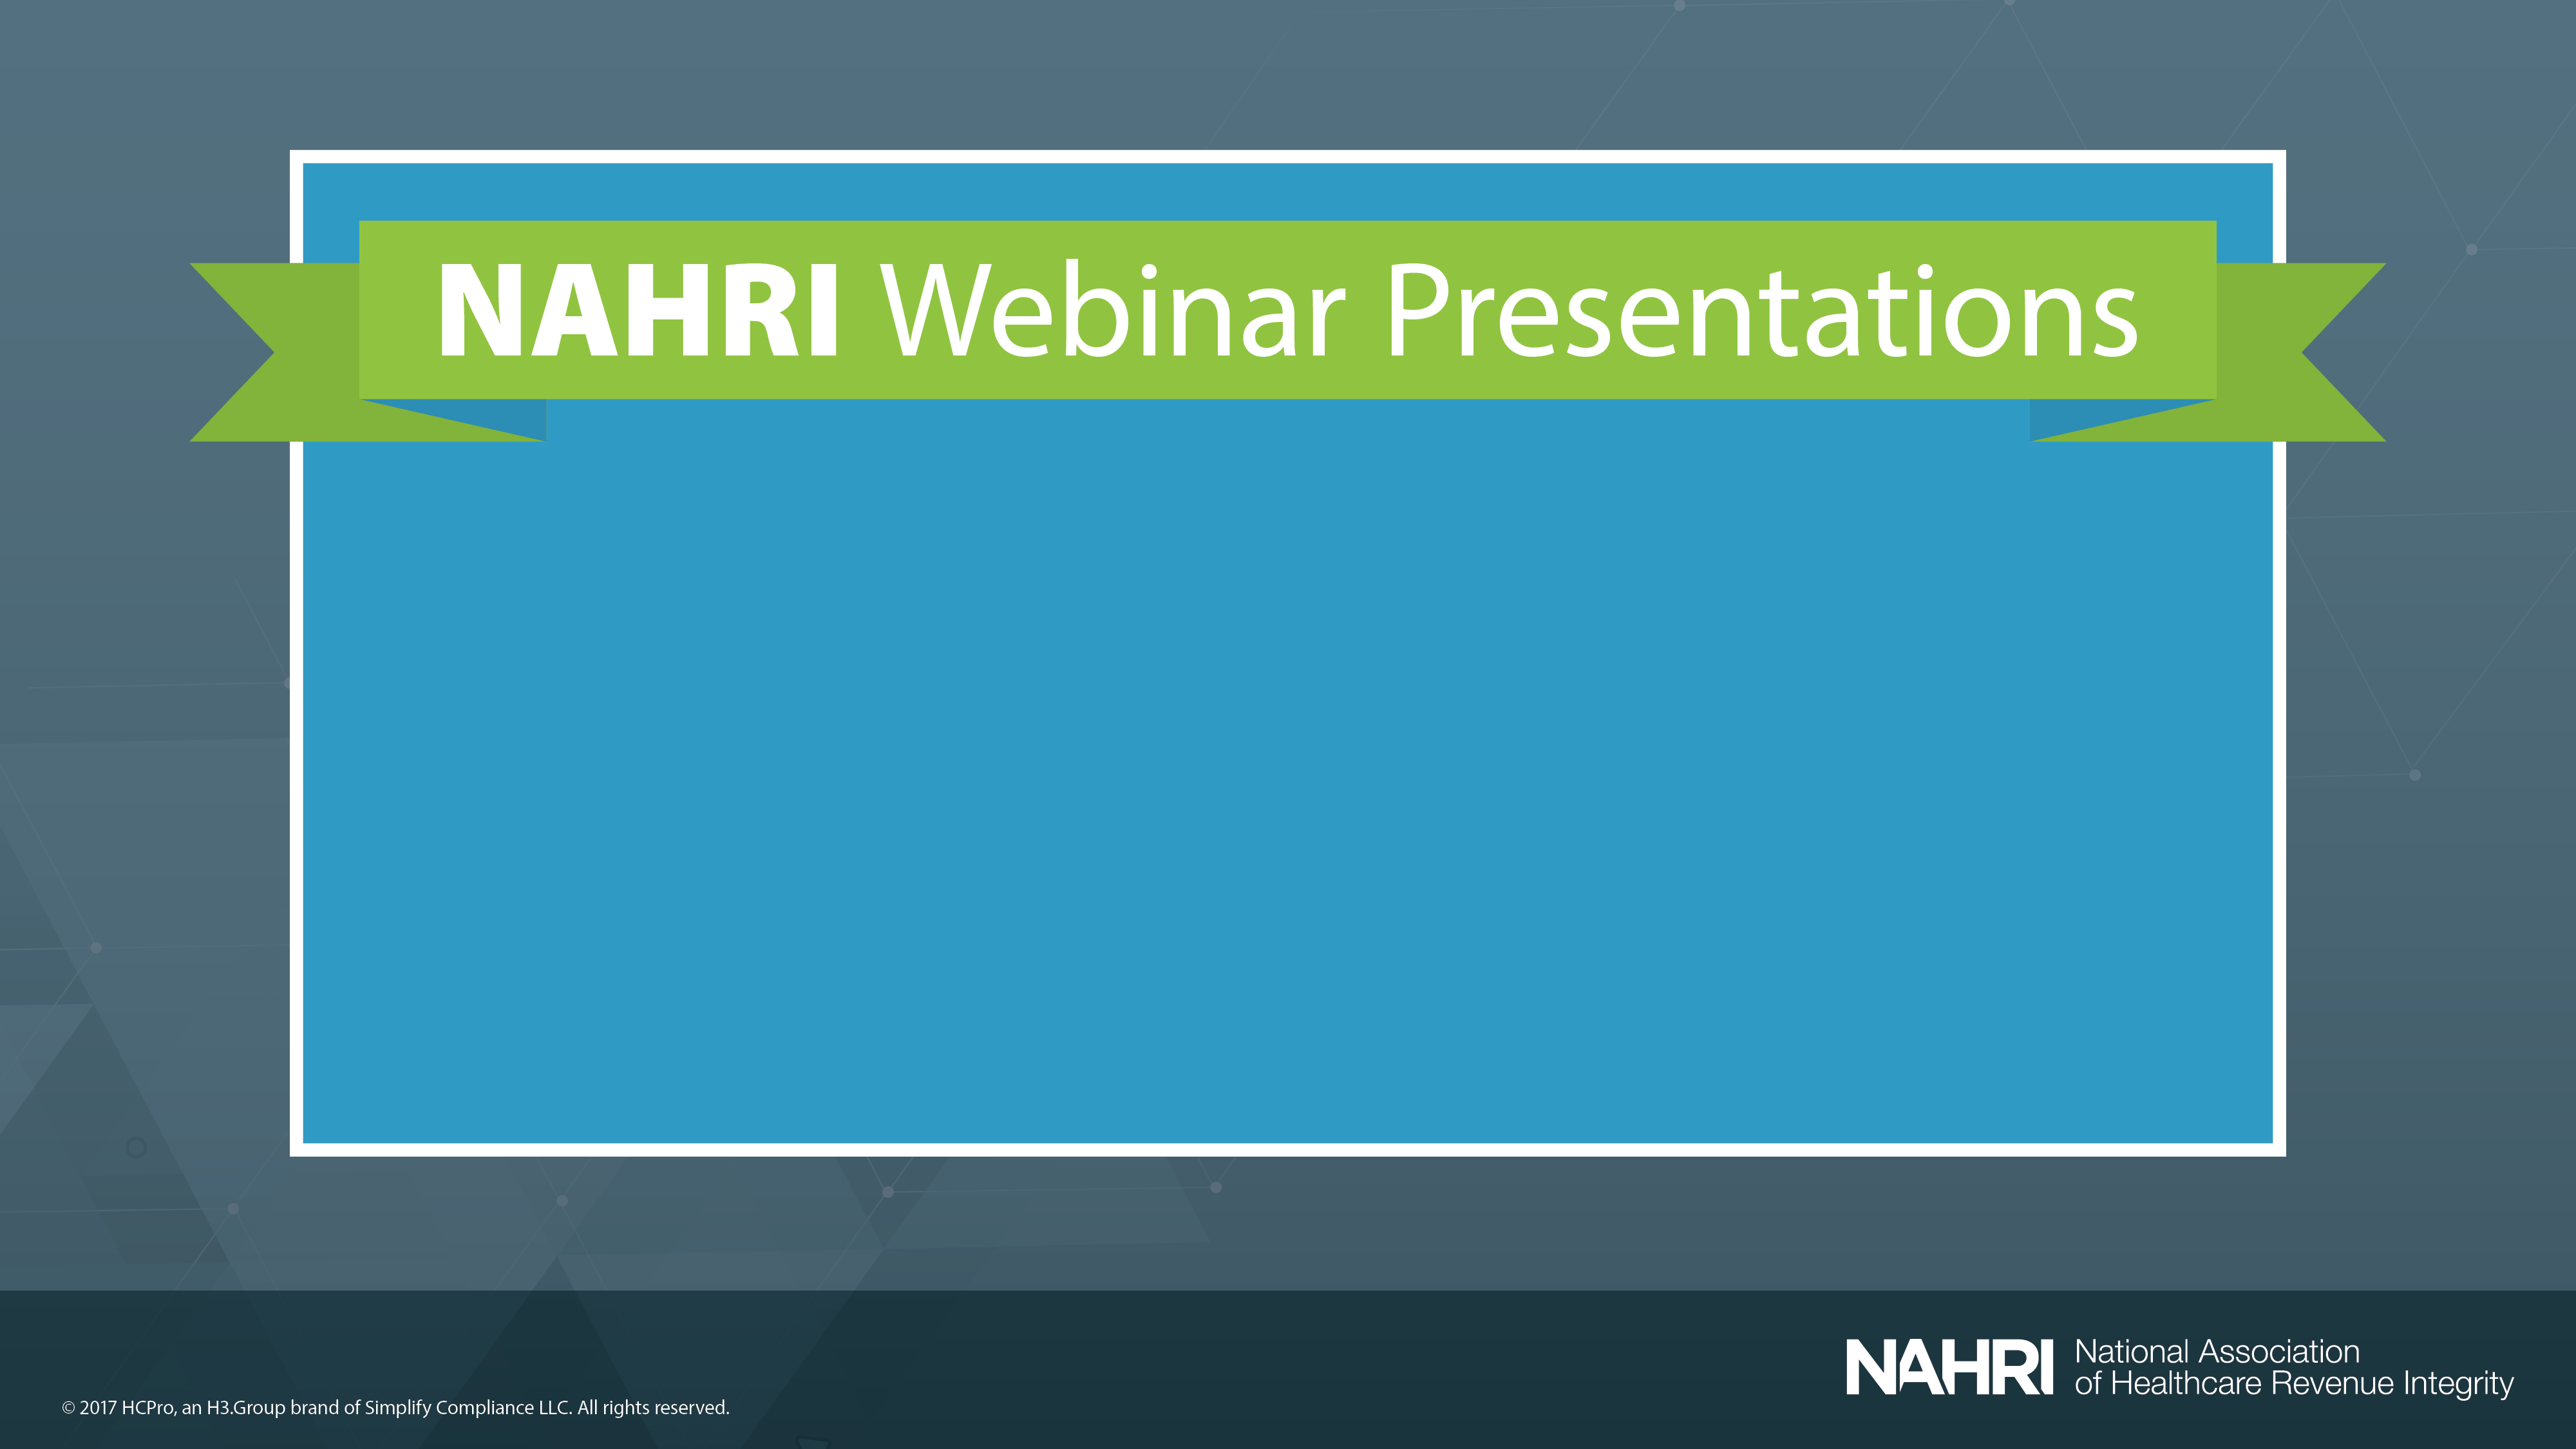 NAHRI Webinar Presentations
NAHRI
National Association
of Healthcare Revenue Integrity
© 2017 HCPro, an H3.Group brand of Simplify Compliance LLC. All rights reserved.